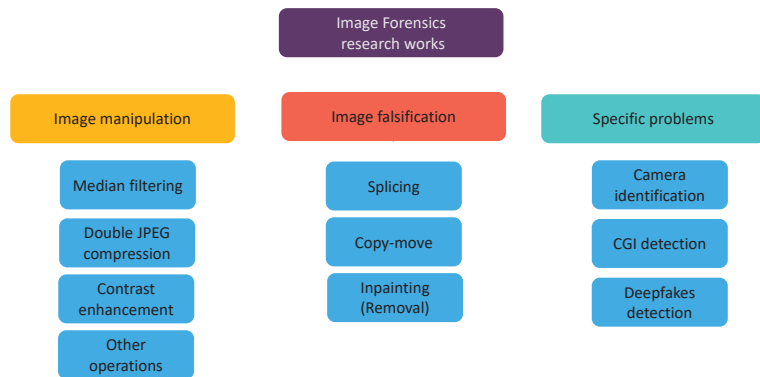 Image Forensics
research works
Image manipulation
Image falsification
Specific problems
Median filtering
Double JPEG
compression
Contrast
enhancement
Other
operations
Splicing
Copy-move
Inpainting
(Removal)
Camera
identification
CGI detection
Deepfakes
detection